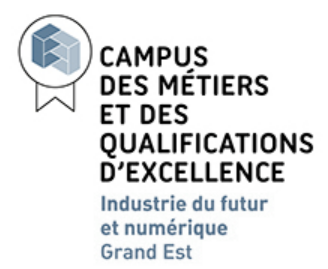 CAMPUS
DES MÉTIERS
ET DES
QUALIFICATIONS
D'EXCELLENCE
Industrie du futur
et numérique
Grand Est